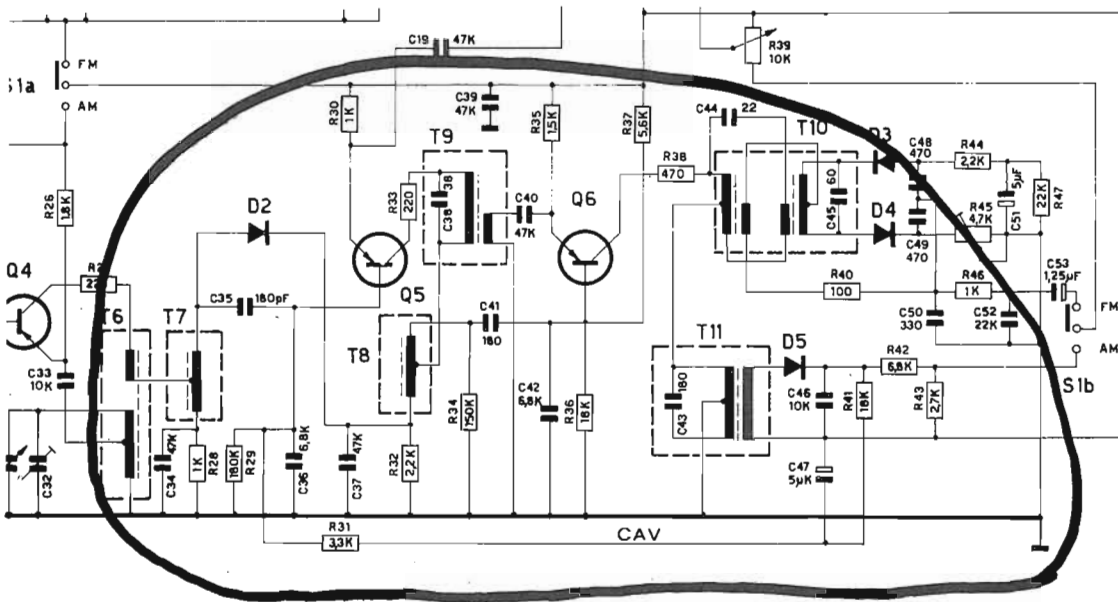 C19 47K
R39
10K
FM
S1a
AM
R30
1K
C39
47K
R35
1,5K
R37
5,6K
C44 22
T10
D3
C48
470
R44
2,2K
5µF
C51
R47
22K
T9
R38
470
60
C45
R26
1,8K
D2
R33
220
38
C38
C40
47K
Q6
D4
R45
4,7K
C49
470
Q4
C35 180pF
Q5
C41
180
R40
100
R46
1K
C53
1,25µF
FM
T6
T7
T8
T11
D5
C50
330
C52
22K
AM
C33
10K
R42
6,8K
S1b
C42
6,8K
180
C43
C46
10K
R41
18K
R43
2,7K
R34
150K
R36
18K
C32
47K
C34
1K
R28
180K
R29
6,8K
C36
47K
C37
R32
2,2K
C47
5µK
R31
3,3K
CAV